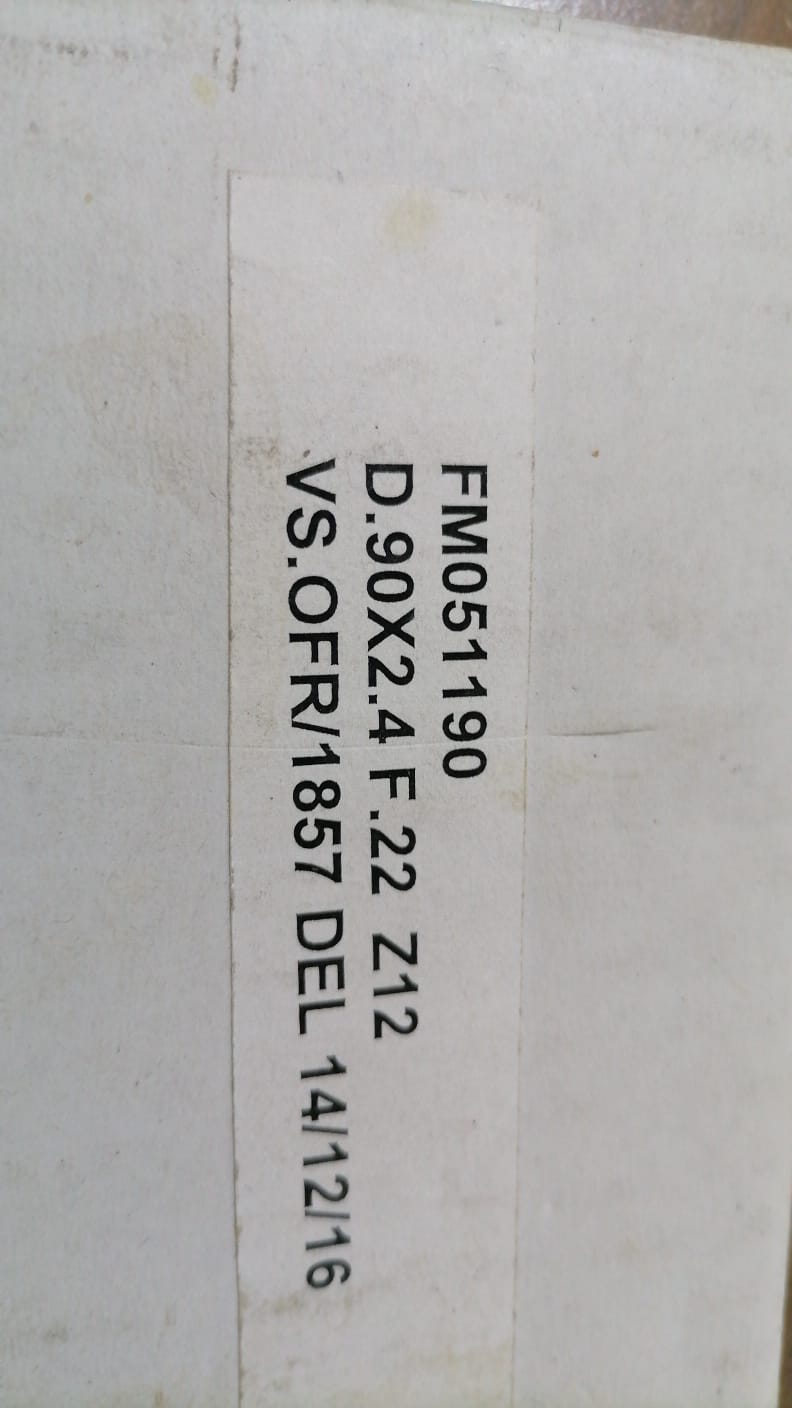 FM051190
D.90X2.4 F.22 Z12
VS.OFR/1857 DEL 14/12/16